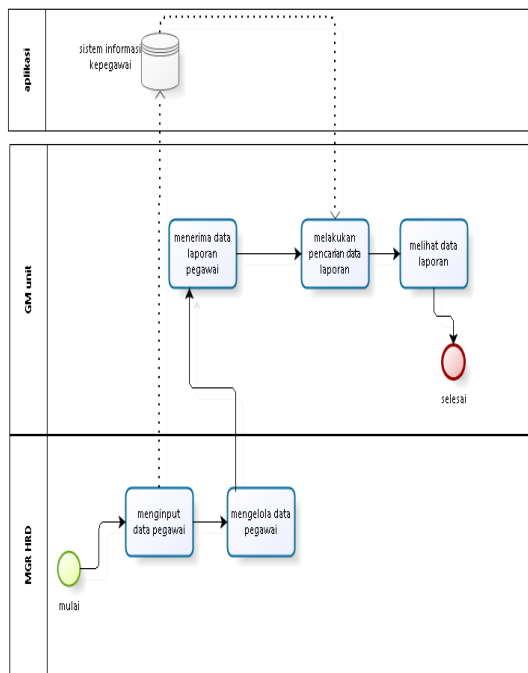 aplikasi
sistem informasi
kepegawai
GM unit
menerima data
laporan
pegawai
melakukan
pencarian data
laporan
melihat data
laporan
selesai
MGR HRD
menginput
data pegawai
mengelola data
pegawai
mulai